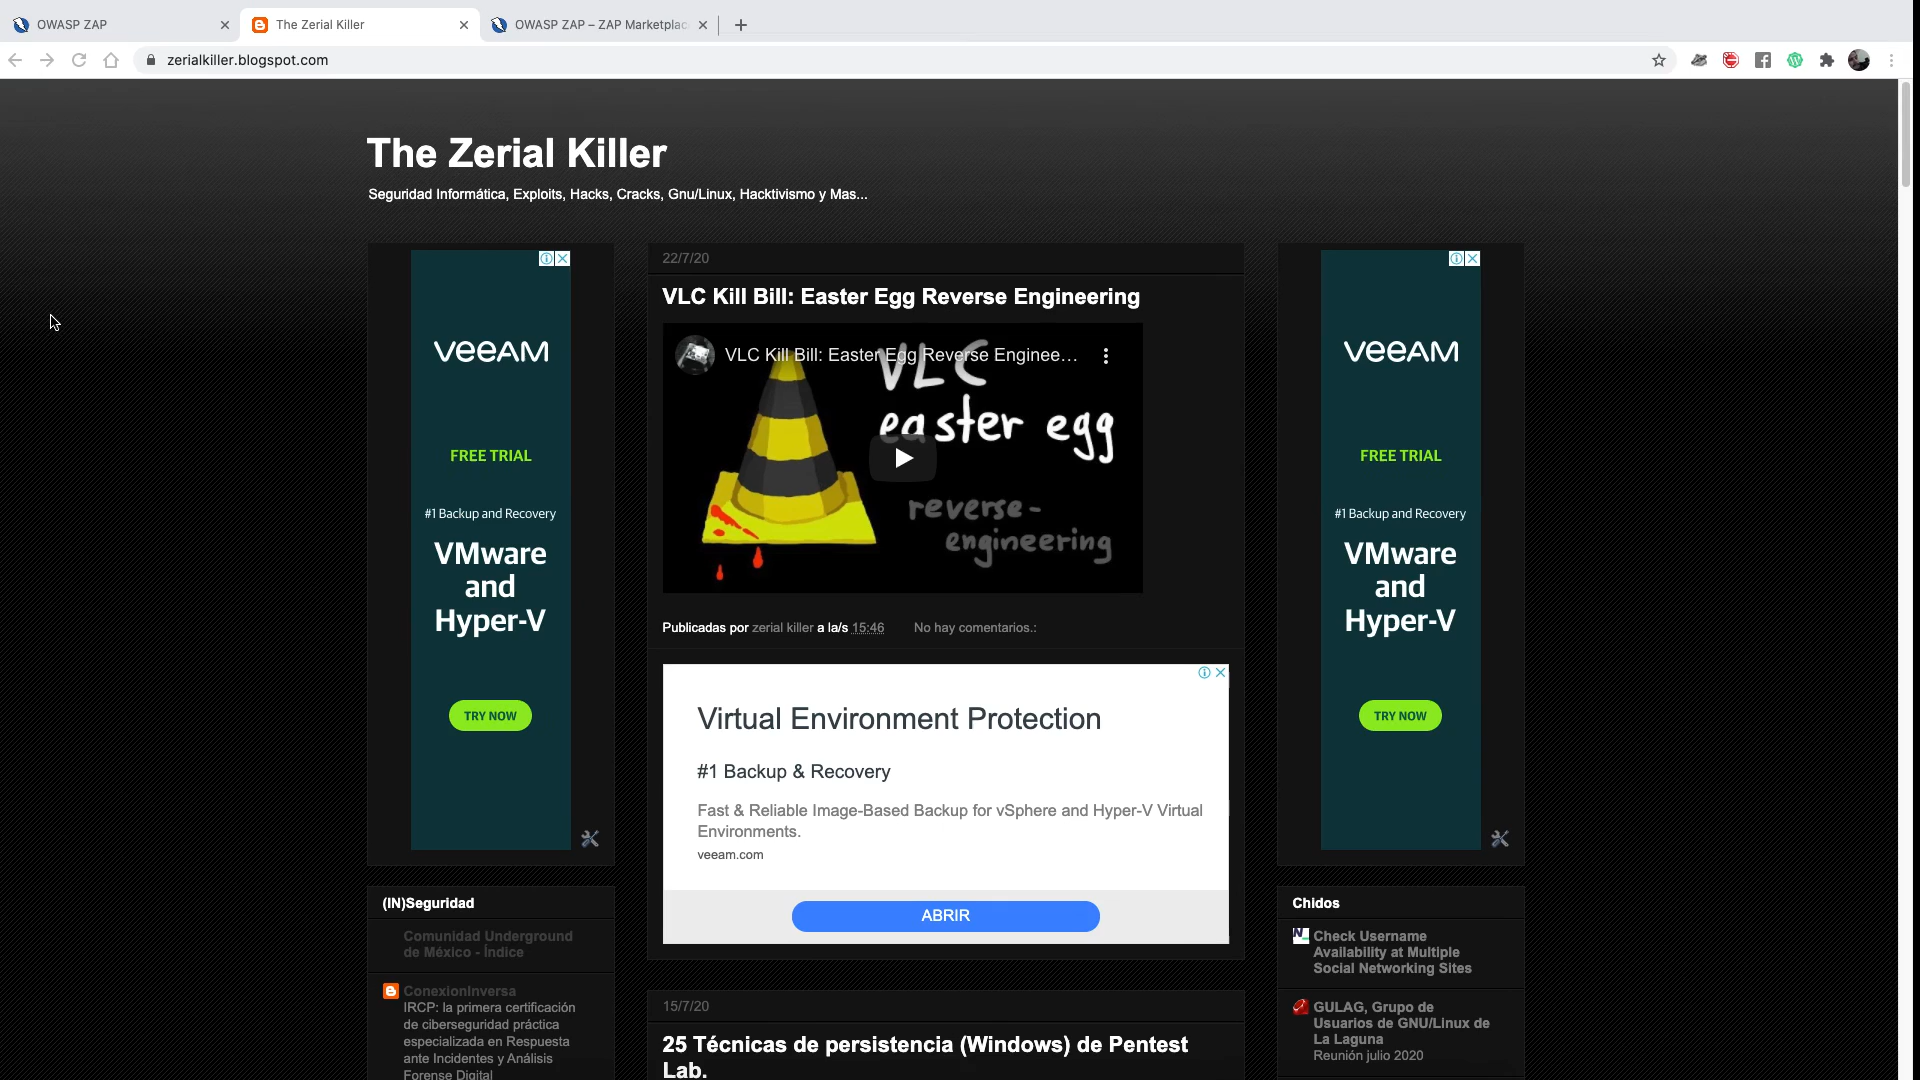 OWASP ZAP
The Zerial Killer
OWASP ZAP – ZAP Marketplac
zerialkiller.blogspot.com
The Zerial Killer
Seguridad Informática, Exploits, Hacks, Cracks, Gnu/Linux, Hacktivismo y Mas...
VEEAM
FREE TRIAL
#1 Backup and Recovery
VMware
and
Hyper-V
TRY NOW
(IN)Seguridad
Comunidad Underground
de México - Índice
ConexionInversa
IRCP: la primera certificación
de ciberseguridad práctica
especializada en Respuesta
ante Incidentes y Análisis
Forense Digital
22/7/20
VLC Kill Bill: Easter Egg Reverse Engineering
VLC Kill Bill: Easter Egg Reverse Enginee...
VLC
easter egg
reverse-
engineering
Publicadas por zerial killer a la/s 15:46 No hay comentarios.:
Virtual Environment Protection
#1 Backup & Recovery
Fast & Reliable Image-Based Backup for vSphere and Hyper-V Virtual
Environments.
veeam.com
ABRIR
15/7/20
25 Técnicas de persistencia (Windows) de Pentest
Lab.
VEEAM
FREE TRIAL
#1 Backup and Recovery
VMware
and
Hyper-V
TRY NOW
Chidos
Check Username
Availability at Multiple
Social Networking Sites
GULAG, Grupo de
Usuarios de GNU/Linux de
La Laguna
Reunión julio 2020